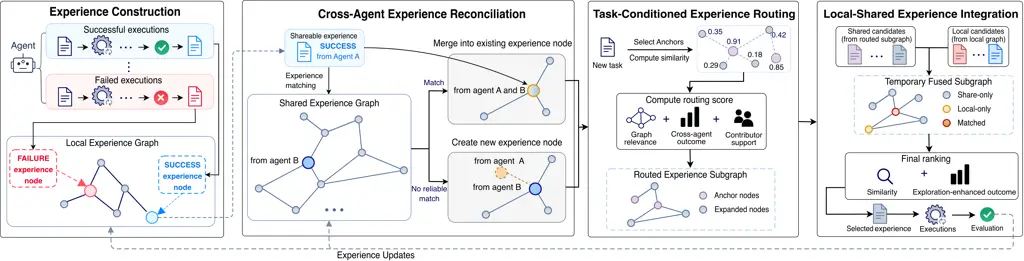 Experience Construction
Successful executions
Agent
...
Failed executions
...
Local Experience Graph
FAILURE
experience
node
SUCCESS
experience
node
Cross-Agent Experience Reconciliation
Shareable experience
SUCCESS
from Agent A
Experience
matching
Shared Experience Graph
from agent B
...
Match
No reliable
match
Merge into existing experience node
from agent A and B
Create new experience node
from agent A
from agent B
Experience Updates
Task-Conditioned Experience Routing
New task
Select Anchors
Compute similarity
0.35
0.91
0.42
0.29
0.18
0.85
Compute routing score
+
+
Graph
relevance
Cross-agent
outcome
Contributor
support
Routed Experience Subgraph
Anchor nodes
Expanded nodes
Local-Shared Experience Integration
Shared candidates
(from routed subgraph)
Local candidates
(from local graph)
...
...
Temporary Fused Subgraph
Share-only
Local-only
Matched
Final ranking
+
Similarity
Exploration-enhanced outcome
Selected experience
Executions
Evaluation